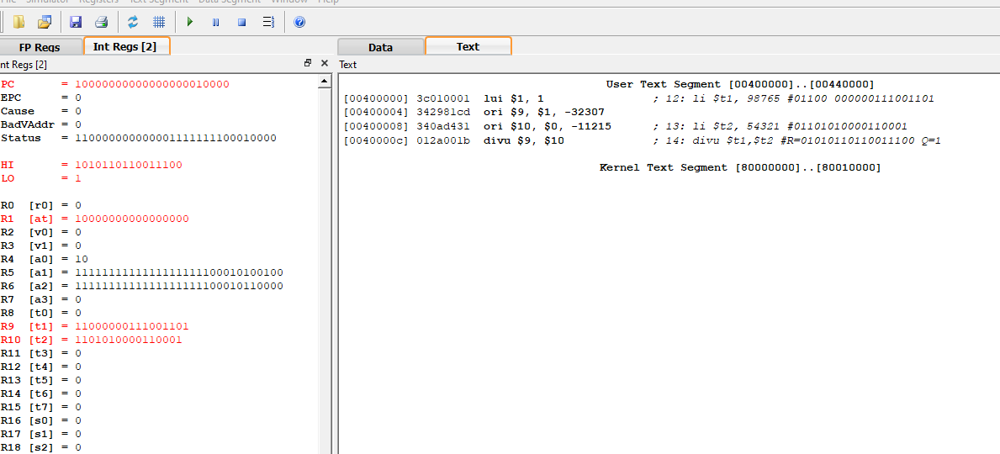 File Simulator Registers Text Segment Data Segment Window Help
FP Regs Int Regs [2] Data Text
nt Regs [2] Text
PC = 10000000000000000010000
EPC = 0
Cause = 0
BadVAddr = 0
Status = 110000000000001111111100010000
HI = 1010110110011100
LO = 1
R0 [r0] = 0
R1 [at] = 10000000000000000
R2 [v0] = 0
R3 [v1] = 0
R4 [a0] = 10
R5 [a1] = 1111111111111111111100010100100
R6 [a2] = 1111111111111111111100010110000
R7 [a3] = 0
R8 [t0] = 0
R9 [t1] = 11000000111001101
R10 [t2] = 1101010000110001
R11 [t3] = 0
R12 [t4] = 0
R13 [t5] = 0
R14 [t6] = 0
R15 [t7] = 0
R16 [s0] = 0
R17 [s1] = 0
R18 [s2] = 0
User Text Segment [00400000]..[00440000]
[00400000] 3c010001 lui $1, 1 ; 12: li $t1, 98765 #01100 000000111001101
[00400004] 342981cd ori $9, $1, -32307
[00400008] 340ad431 ori $10, $0, -11215 ; 13: li $t2, 54321 #01101010000110001
[0040000c] 012a001b divu $9, $10 ; 14: divu $t1,$t2 #R=01010110110011100 Q=1
Kernel Text Segment [80000000]..[80010000]